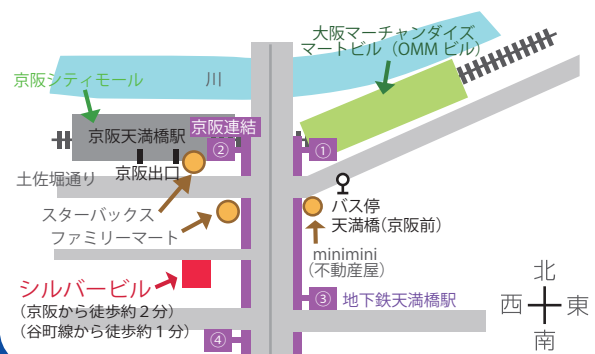 大阪マーチャンダイズ
マートビル（OMM ビル）
京阪シティモール
川
京阪連結
京阪天満橋駅
②
①
土佐堀通り
京阪出口
スターバックス
バス停
天満橋（京阪前）
ファミリーマート
minimini
（不動産屋）
シルバービル
（京阪から徒歩約２分）
（谷町線から徒歩約１分）
③
地下鉄天満橋駅
④
北
西
東
南